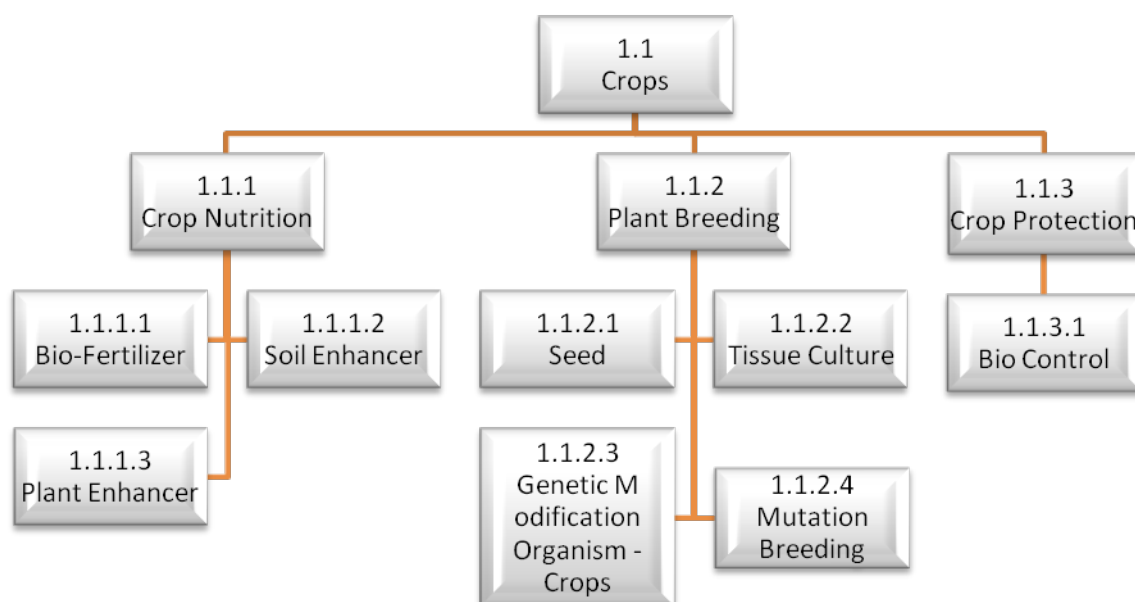 1.1
Crops
1.1.1
Crop Nutrition
1.1.2
Plant Breeding
1.1.3
Crop Protection
1.1.1.1
Bio-Fertilizer
1.1.1.2
Soil Enhancer
1.1.2.1
Seed
1.1.2.2
Tissue Culture
1.1.3.1
Bio Control
1.1.1.3
Plant Enhancer
1.1.2.3
Genetic M
odification
Organism -
Crops
1.1.2.4
Mutation
Breeding